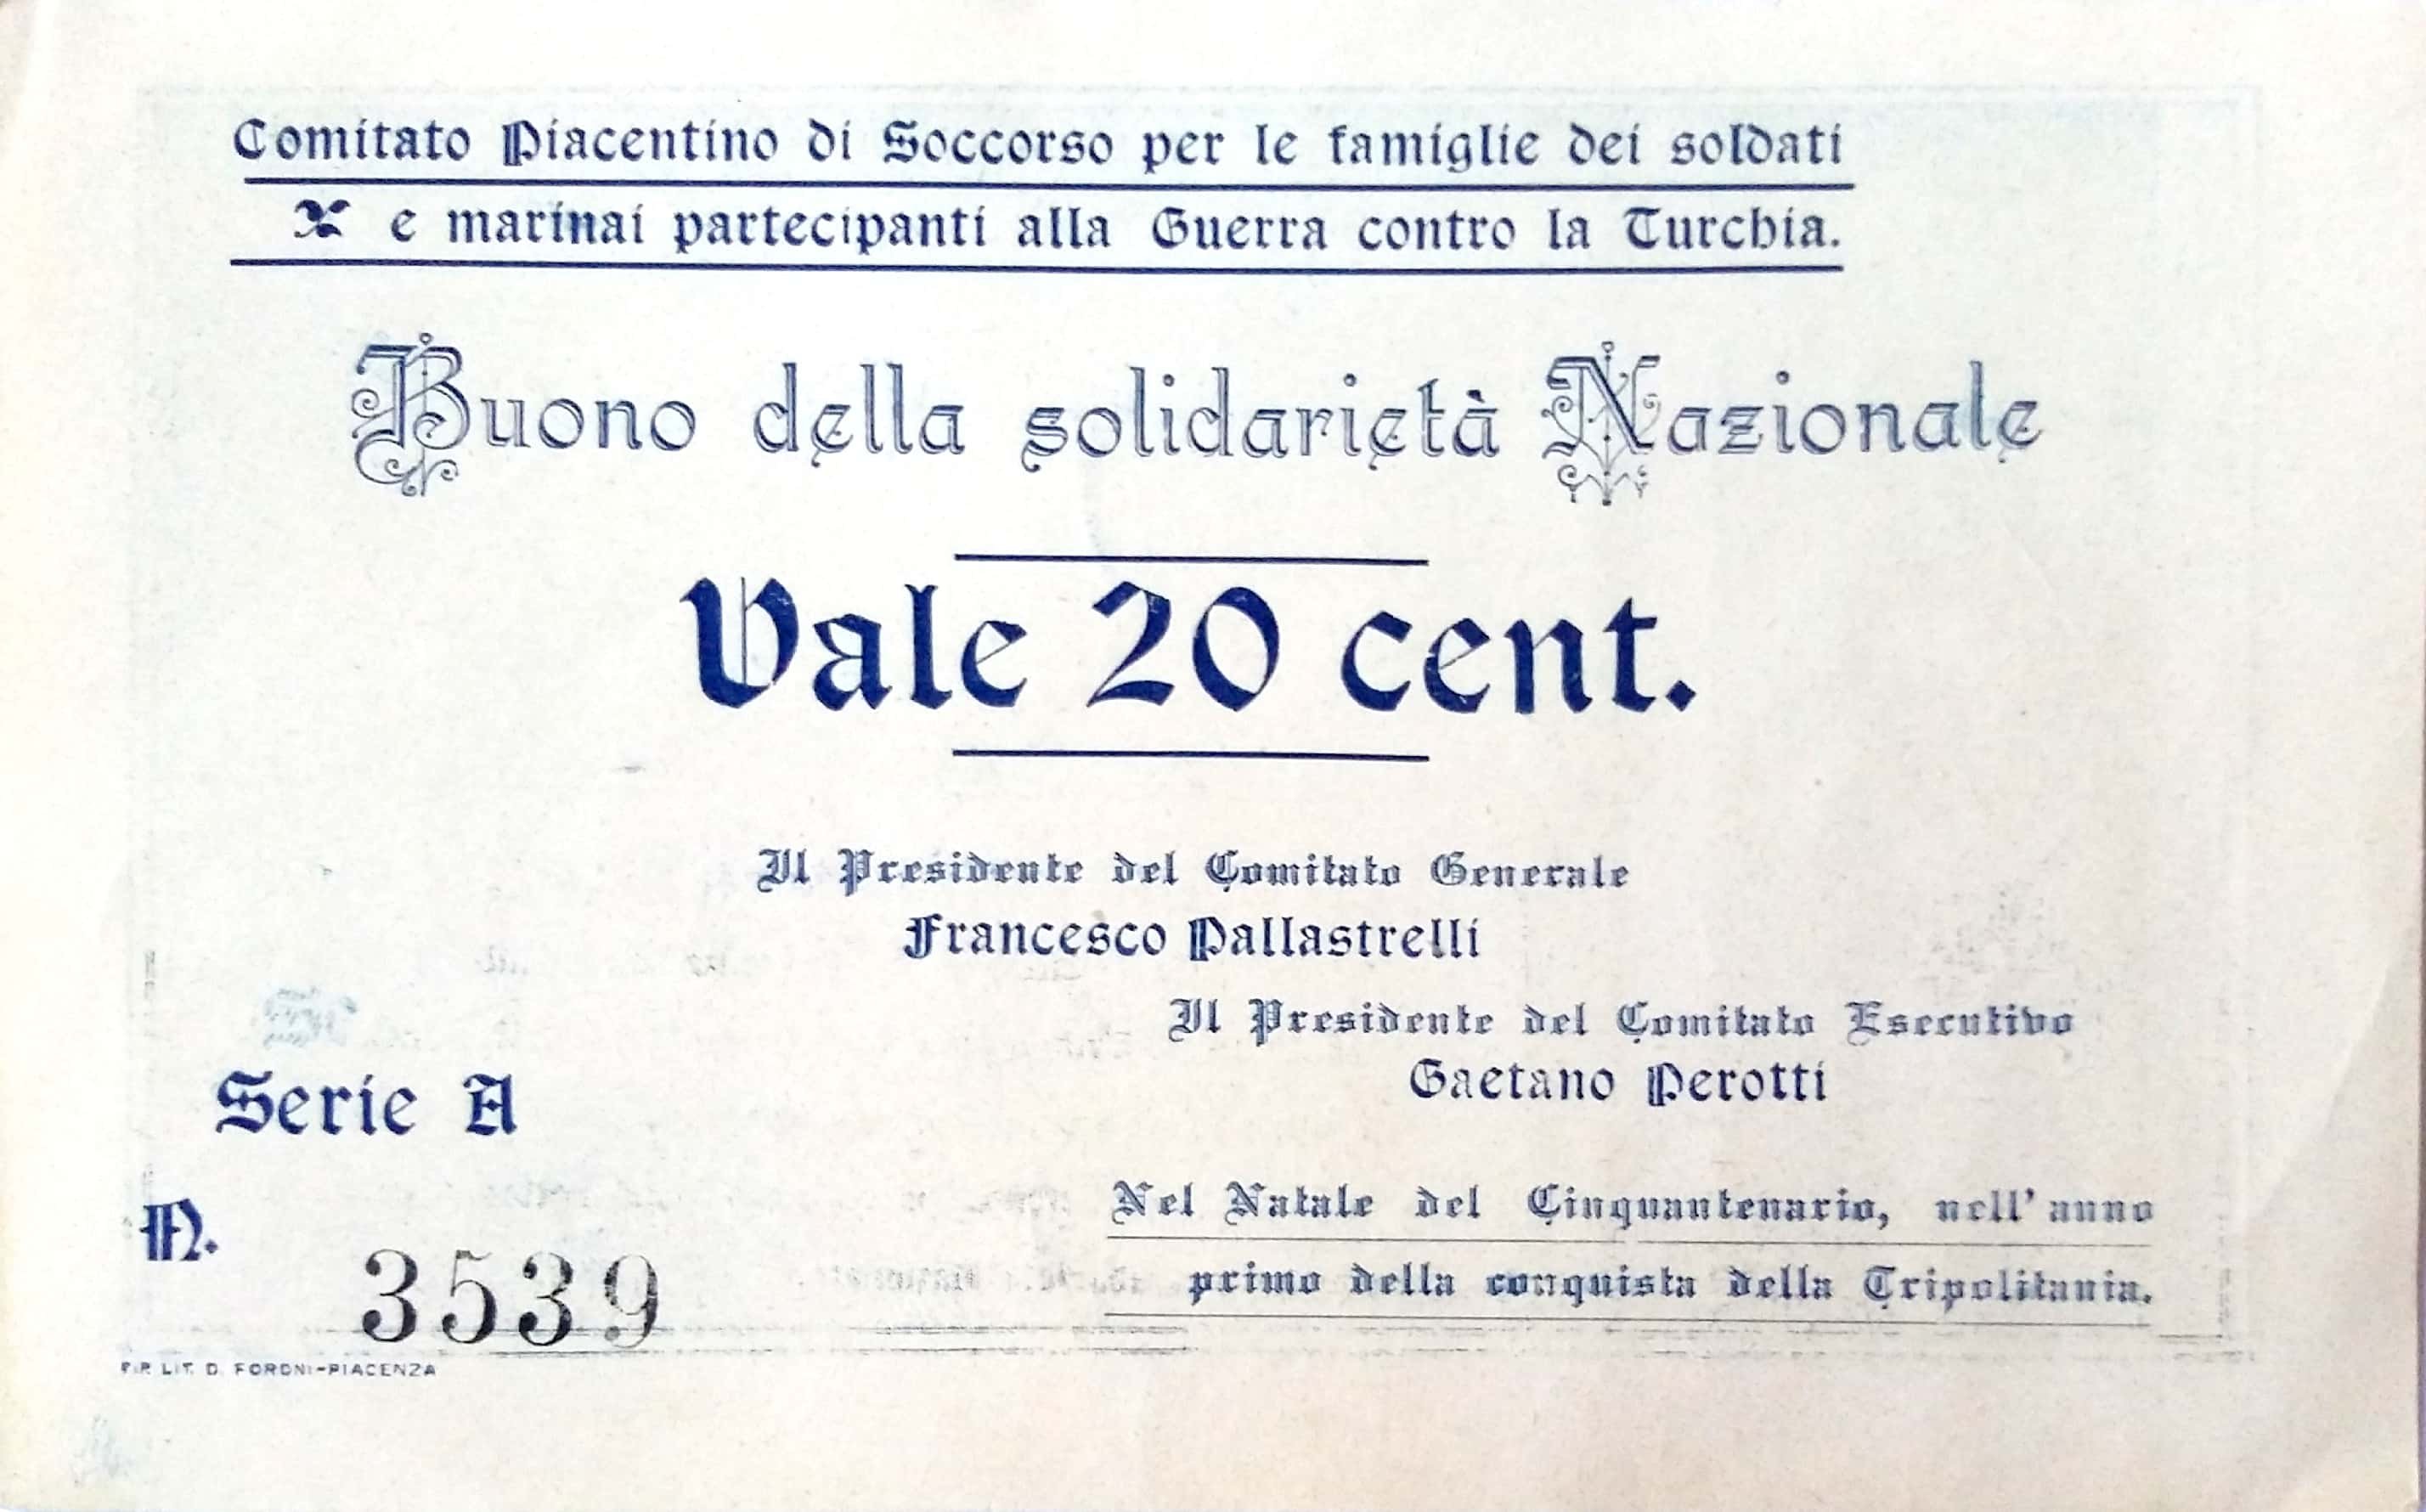 Comitato Piacentino di Soccorso per le famiglie dei soldati
e marinai partecipanti alla Guerra contro la Turchia.
Buono della solidarietà Nazionale
Vale 20 cent.
Il Presidente del Comitato Generale
Francesco Pallastrelli
Il Presidente del Comitato Esecutivo
Gaetano Perotti
Serie A
Nel Natale del Cinquantenario, nell' anno
primo della conquista della Tripolitania.
N. 3539
LIT. D. FORONI-PIACENZA